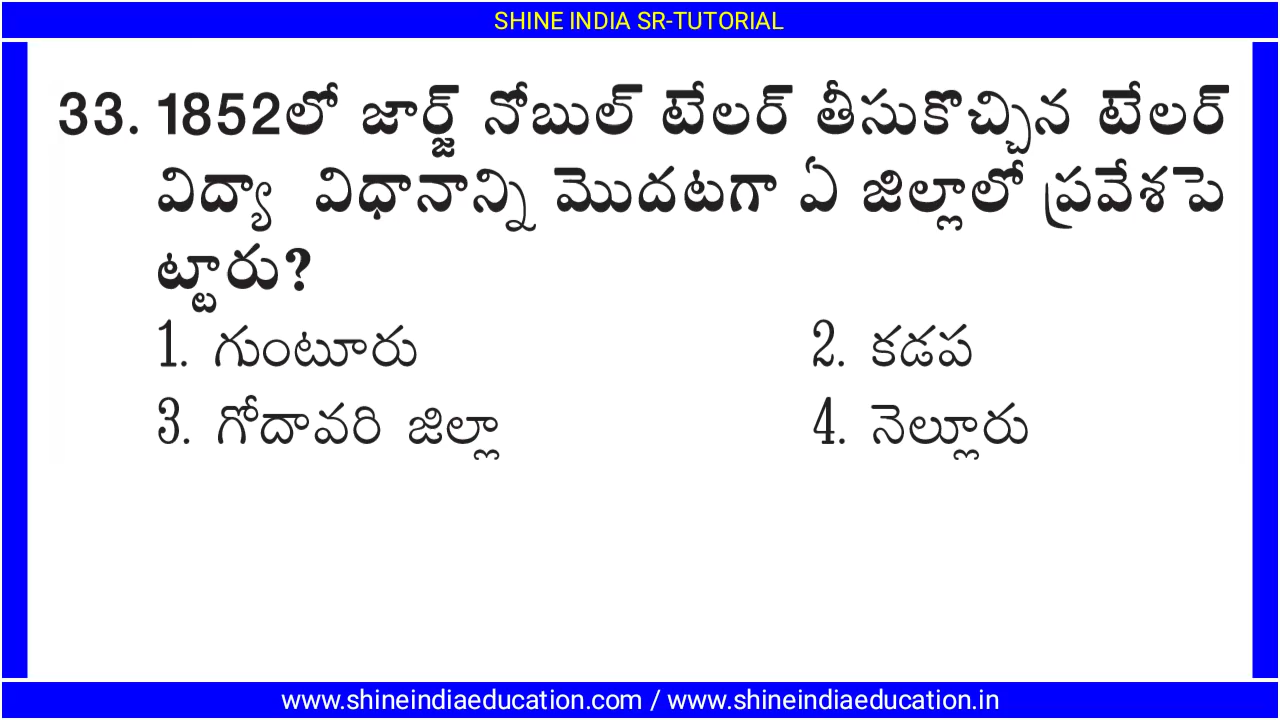 SHINE INDIA SR-TUTORIAL
33. 1852లో జార్జ్ నోబుల్ టేలర్ తీసుకొచ్చిన టేలర్
విద్యా విధానాన్ని మొదటగా ఏ జిల్లాలో ప్రవేశపె
ట్టారు?
1. గుంటూరు 2. కడప
3. గోదావరి జిల్లా 4. నెల్లూరు
www.shineindiaeducation.com / www.shineindiaeducation.in